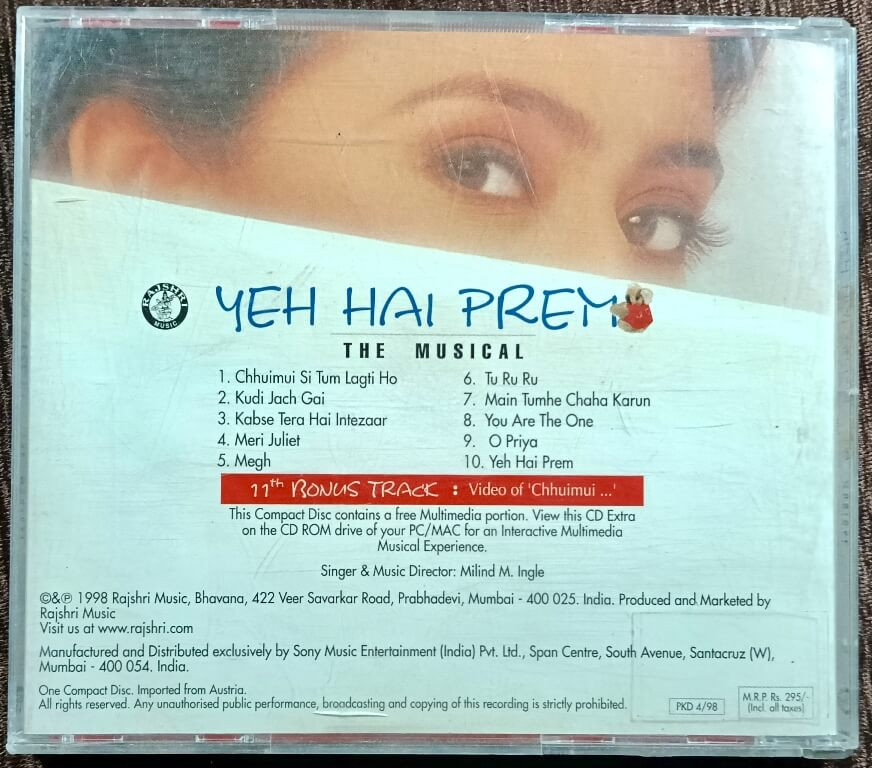 RAJSHRI
MUSIC
YEH HAI PREM
THE MUSICAL
1. Chhuimui Si Tum Lagti Ho
2. Kudi Jach Gai
3. Kabse Tera Hai Intezaar
4. Meri Juliet
5. Megh
6. Tu Ru Ru
7. Main Tumhe Chaha Karun
8. You Are The One
9. O Priya
10. Yeh Hai Prem
11th BONUS TRACK : Video of 'Chhuimui ...'
This Compact Disc contains a free Multimedia portion. View this CD Extra
on the CD ROM drive of your PC/MAC for an Interactive Multimedia
Musical Experience.
Singer & Music Director: Milind M. Ingle
©&℗ 1998 Rajshri Music, Bhavana, 422 Veer Savarkar Road, Prabhadevi, Mumbai - 400 025. India. Produced and Marketed by
Rajshri Music
Visit us at www.rajshri.com
Manufactured and Distributed exclusively by Sony Music Entertainment (India) Pvt. Ltd., Span Centre, South Avenue, Santacruz (W),
Mumbai - 400 054. India.
One Compact Disc. Imported from Austria.
All rights reserved. Any unauthorised public performance, broadcasting and copying of this recording is strictly prohibited.
PKD 4/98
M.R.P. Rs. 295/-
(Incl. all taxes)